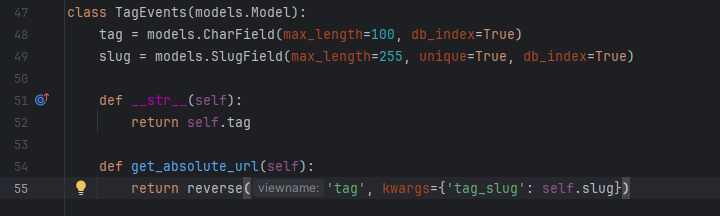 47 class TagEvents(models.Model):
48     tag = models.CharField(max_length=100, db_index=True)
49     slug = models.SlugField(max_length=255, unique=True, db_index=True)
50
51     def __str__(self):
52         return self.tag
53
54     def get_absolute_url(self):
55         return reverse( viewname: 'tag', kwargs={'tag_slug': self.slug})